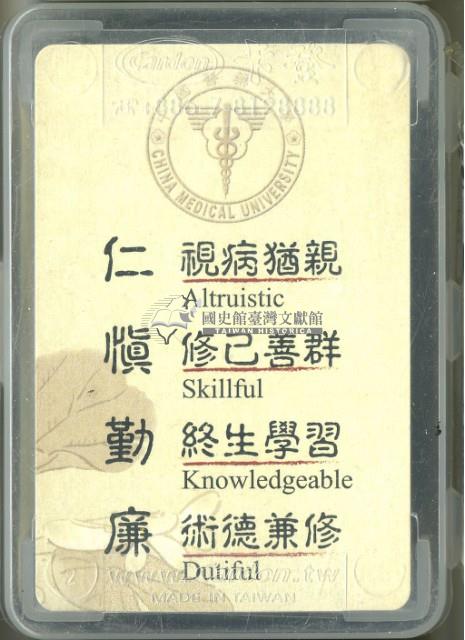 Cardon
CHINA MEDICAL UNIVERSITY
仁 視病猶親
Altruistic
國史館臺灣文獻館
TAIWAN HISTORICA
慎 修己善群
Skillful
勤 終生學習
Knowledgeable
廉 術德兼修
Dutiful
MADE IN TAIWAN